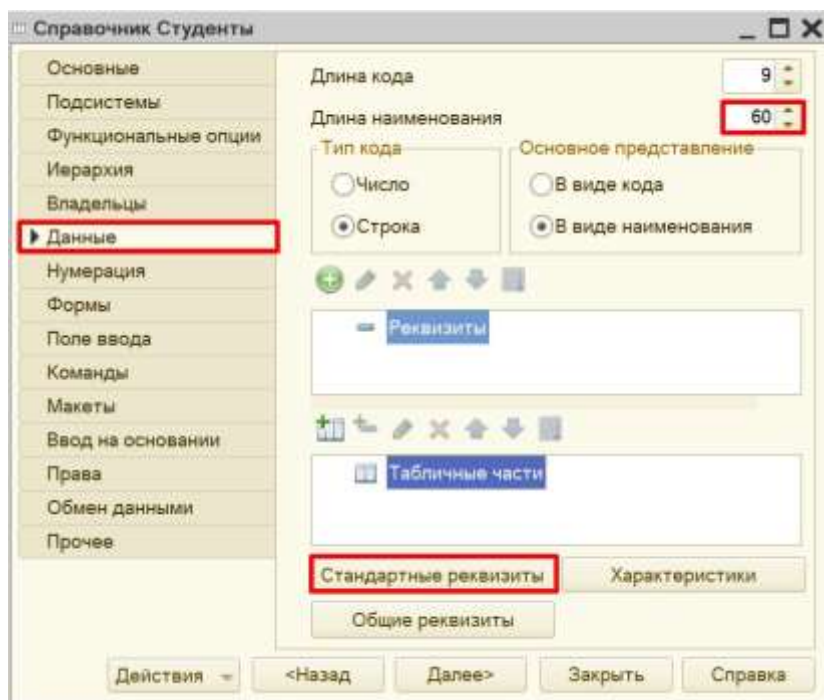 Справочник Студенты
Основные
Подсистемы
Функциональные опции
Иерархия
Владельцы
Данные
Нумерация
Формы
Поле ввода
Команды
Макеты
Ввод на основании
Права
Обмен данными
Прочее
Длина кода 9
Длина наименования 60
Тип кода
Число
Строка
Основное представление
В виде кода
В виде наименования
Реквизиты
Табличные части
Стандартные реквизиты Характеристики
Общие реквизиты
Действия <Назад Далее> Закрыть Справка